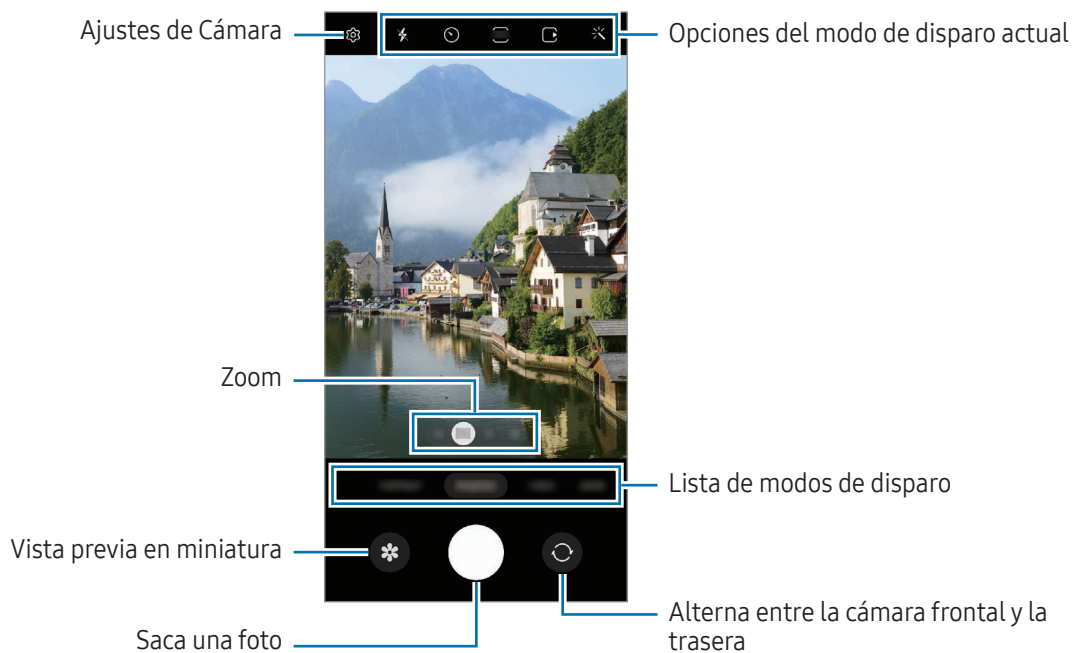 Ajustes de Cámara
Opciones del modo de disparo actual
Zoom
Lista de modos de disparo
Vista previa en miniatura
Alterna entre la cámara frontal y la
trasera
Saca una foto